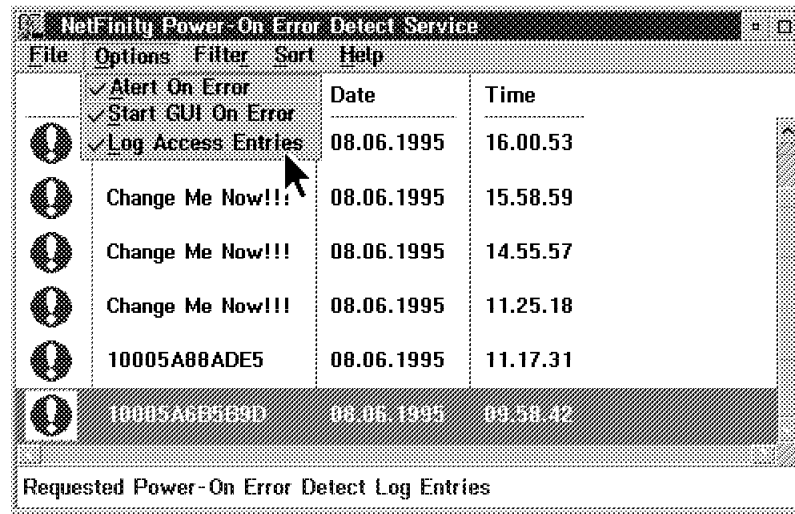 NetFinity Power-On Error Detect Service
File Options Filter Sort Help
Alert On Error
Start GUI On Error
Log Access Entries
Date Time
08.06.1995 16.00.53
Change Me Now!!! 08.06.1995 15.58.59
Change Me Now!!! 08.06.1995 14.55.57
Change Me Now!!! 08.06.1995 11.25.18
10005A88ADE5 08.06.1995 11.17.31
08.06.1995 09.58.42
Requested Power-On Error Detect Log Entries